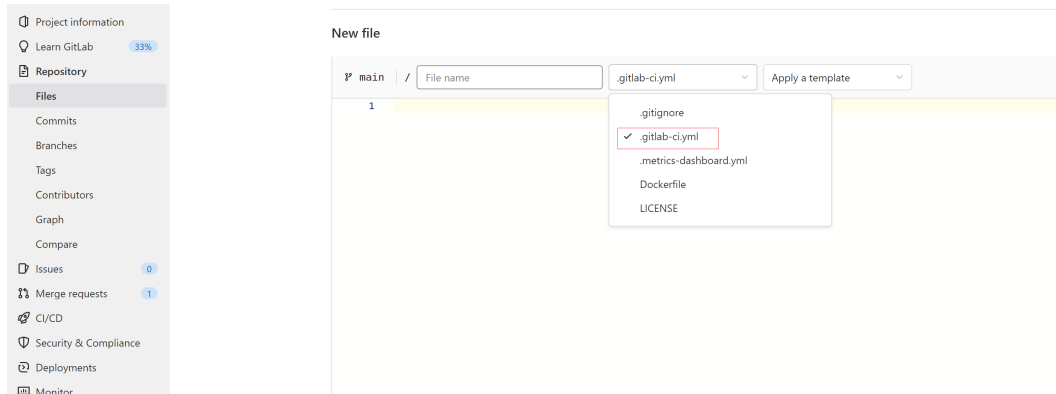 Project information
Learn GitLab 33%
Repository
Files
Commits
Branches
Tags
Contributors
Graph
Compare
Issues 0
Merge requests 1
CI/CD
Security & Compliance
Deployments
Monitor
New file
main / File name .gitlab-ci.yml Apply a template
1
.gitignore
.gitlab-ci.yml
.metrics-dashboard.yml
Dockerfile
LICENSE